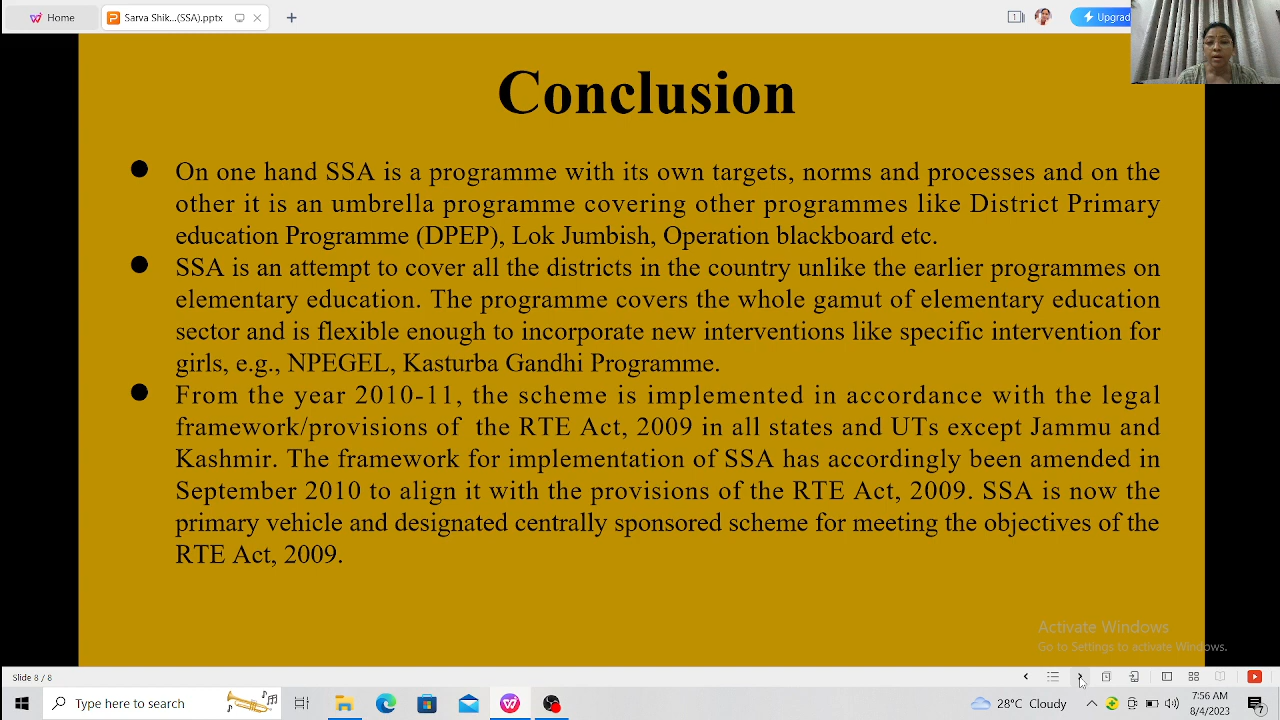 Home
Sarva Shik...(SSA).pptx
Upgrad
Conclusion
On one hand SSA is a programme with its own targets, norms and processes and on the
other it is an umbrella programme covering other programmes like District Primary
education Programme (DPEP), Lok Jumbish, Operation blackboard etc.
SSA is an attempt to cover all the districts in the country unlike the earlier programmes on
elementary education. The programme covers the whole gamut of elementary education
sector and is flexible enough to incorporate new interventions like specific intervention for
girls, e.g., NPEGEL, Kasturba Gandhi Programme.
From the year 2010-11, the scheme is implemented in accordance with the legal
framework/provisions of the RTE Act, 2009 in all states and UTs except Jammu and
Kashmir. The framework for implementation of SSA has accordingly been amended in
September 2010 to align it with the provisions of the RTE Act, 2009. SSA is now the
primary vehicle and designated centrally sponsored scheme for meeting the objectives of the
RTE Act, 2009.
Activate Windows
Go to Settings to activate Windows.
Slide 8 / 8
Type here to search
28°C Cloudy
7:56 AM
8/4/2023
7